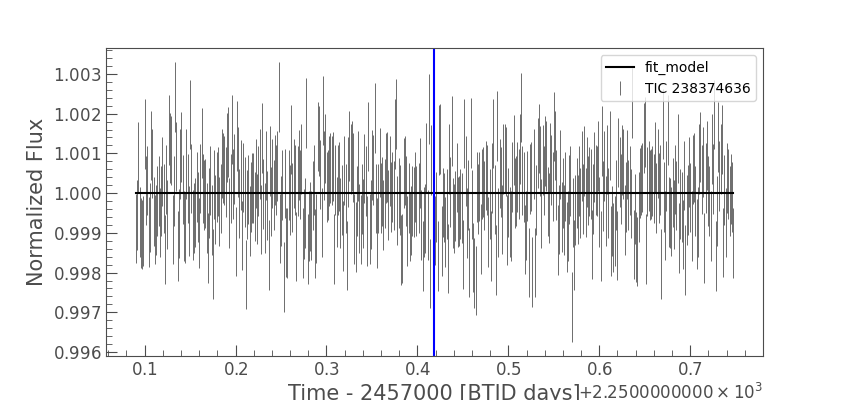 fit_model
TIC 238374636
1.003
1.002
1.001
1.000
0.999
0.998
0.997
0.996
Normalized Flux
0.1 0.2 0.3 0.4 0.5 0.6 0.7
Time - 2457000 [BTJD days]
+2.2500000000 × 10³